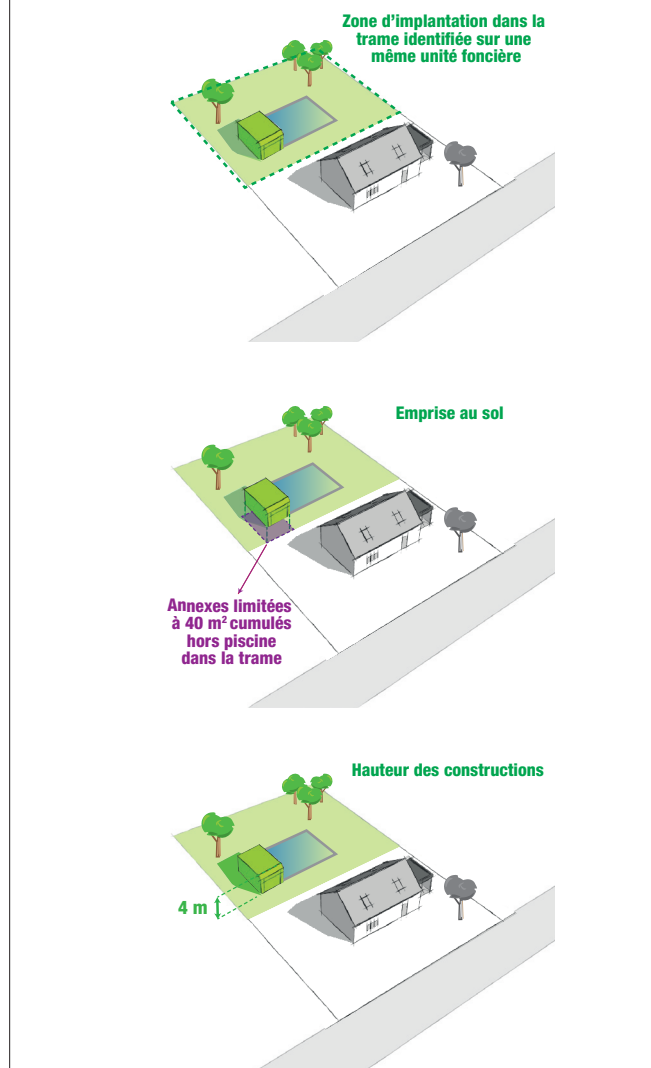 Zone d'implantation dans la
trame identifiée sur une
même unité foncière
Emprise au sol
Annexes limitées
à 40 m² cumulés
hors piscine
dans la trame
Hauteur des constructions
4 m